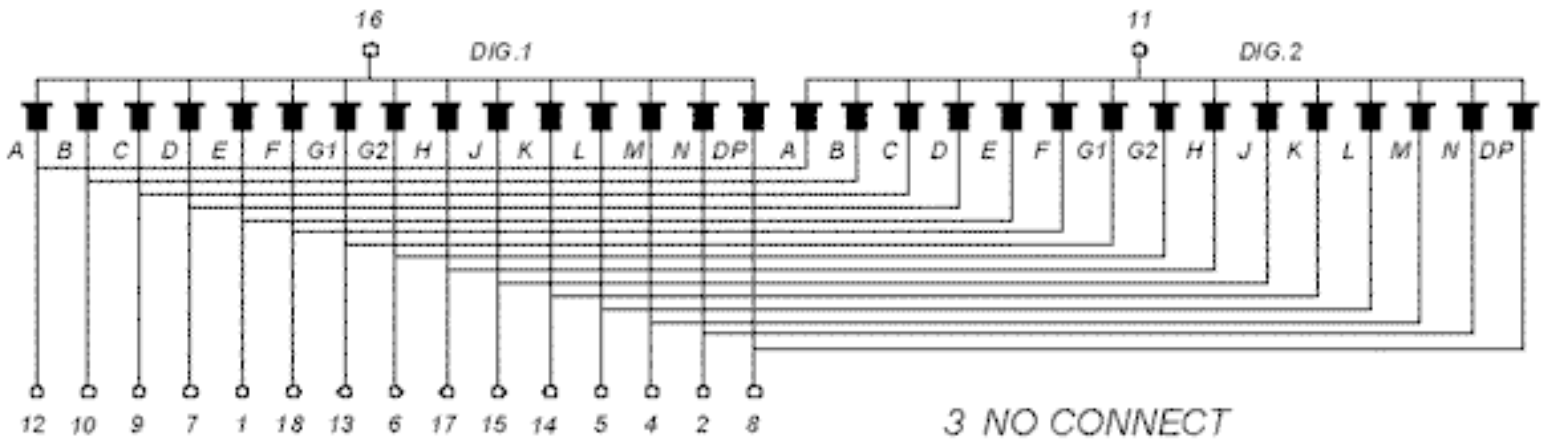 16 11
DIG.1 DIG.2
A B C D E F G1 G2 H J K L M N DP A B C D E F G1 G2 H J K L M N DP
12 10 9 7 1 18 13 6 17 15 14 5 4 2 8 3 NO CONNECT